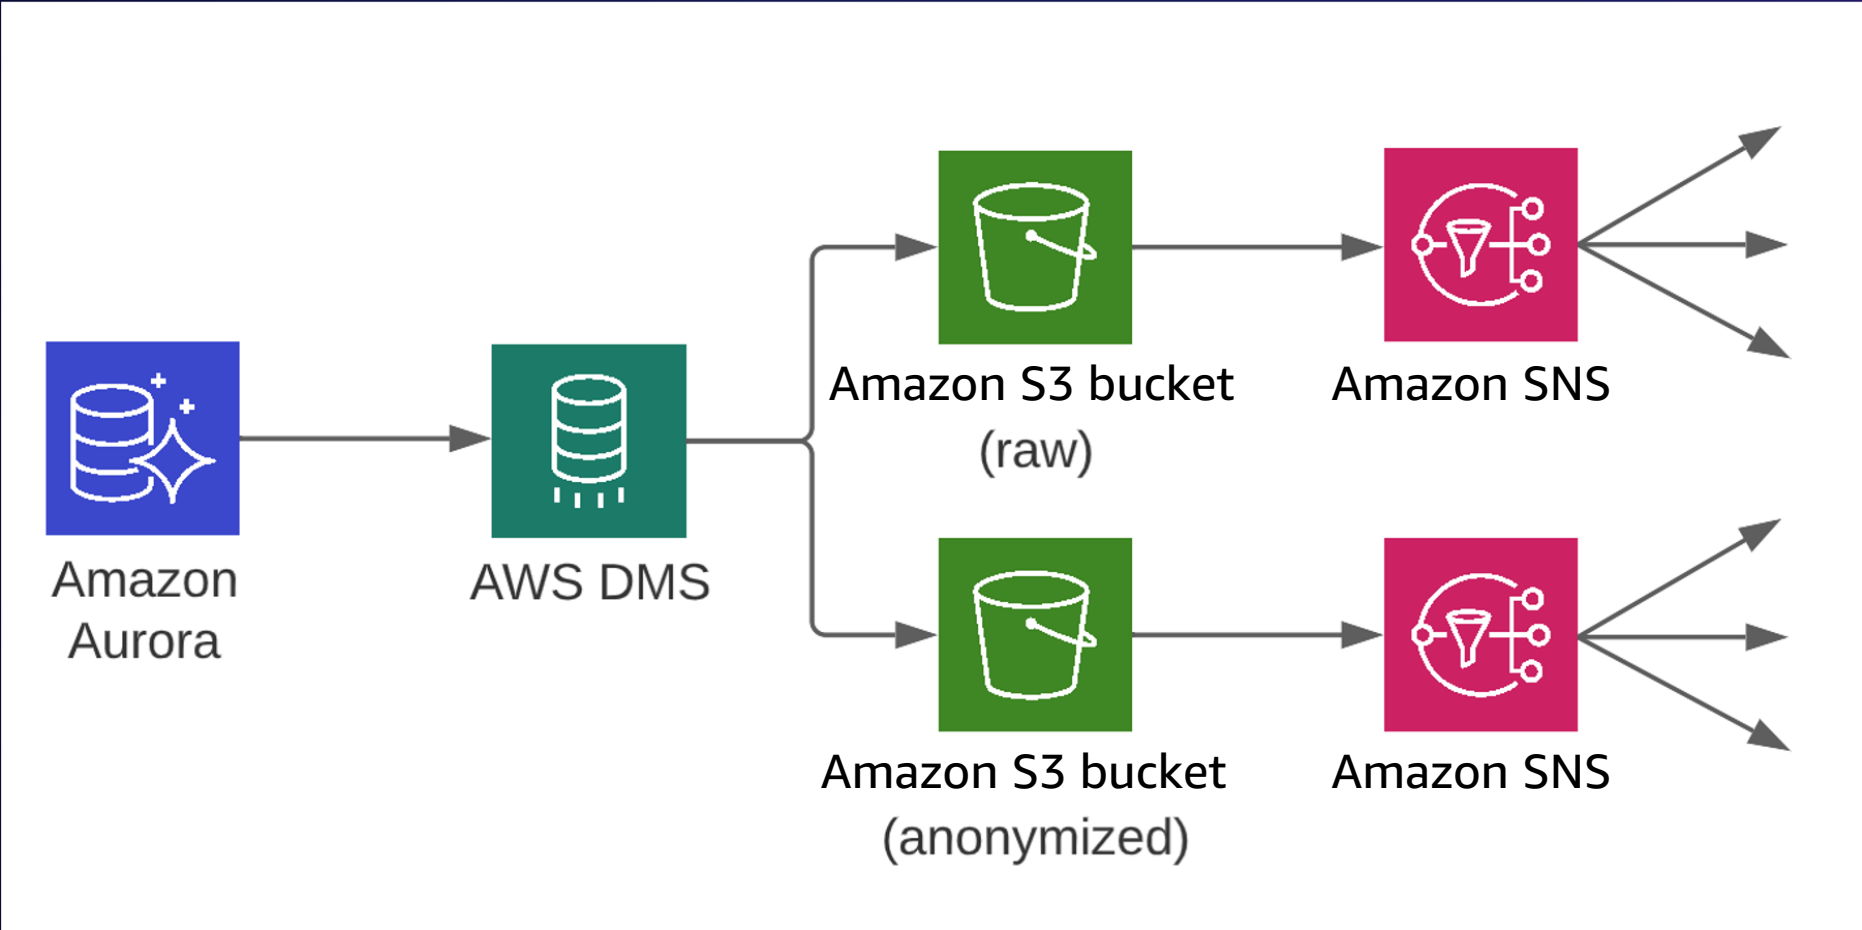 Amazon
Aurora
AWS DMS
Amazon S3 bucket
(raw)
Amazon SNS
Amazon S3 bucket
(anonymized)
Amazon SNS